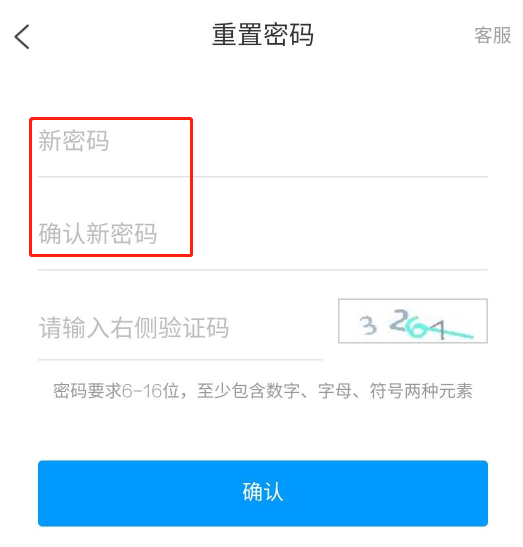 重置密码
客服
新密码
确认新密码
请输入右侧验证码
3264
密码要求6-16位，至少包含数字、字母、符号两种元素
确认